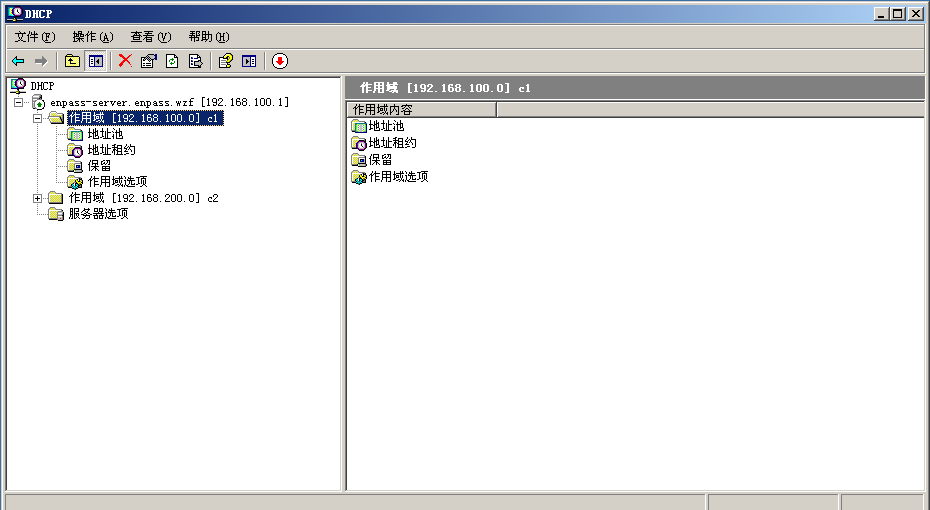 DHCP
文件(F) 操作(A) 查看(V) 帮助(H)
DHCP
enpass-server.enpass.wzf [192.168.100.1]
作用域 [192.168.100.0] c1
地址池
地址租约
保留
作用域选项
作用域 [192.168.200.0] c2
服务器选项
作用域 [192.168.100.0] c1
作用域内容
地址池
地址租约
保留
作用域选项